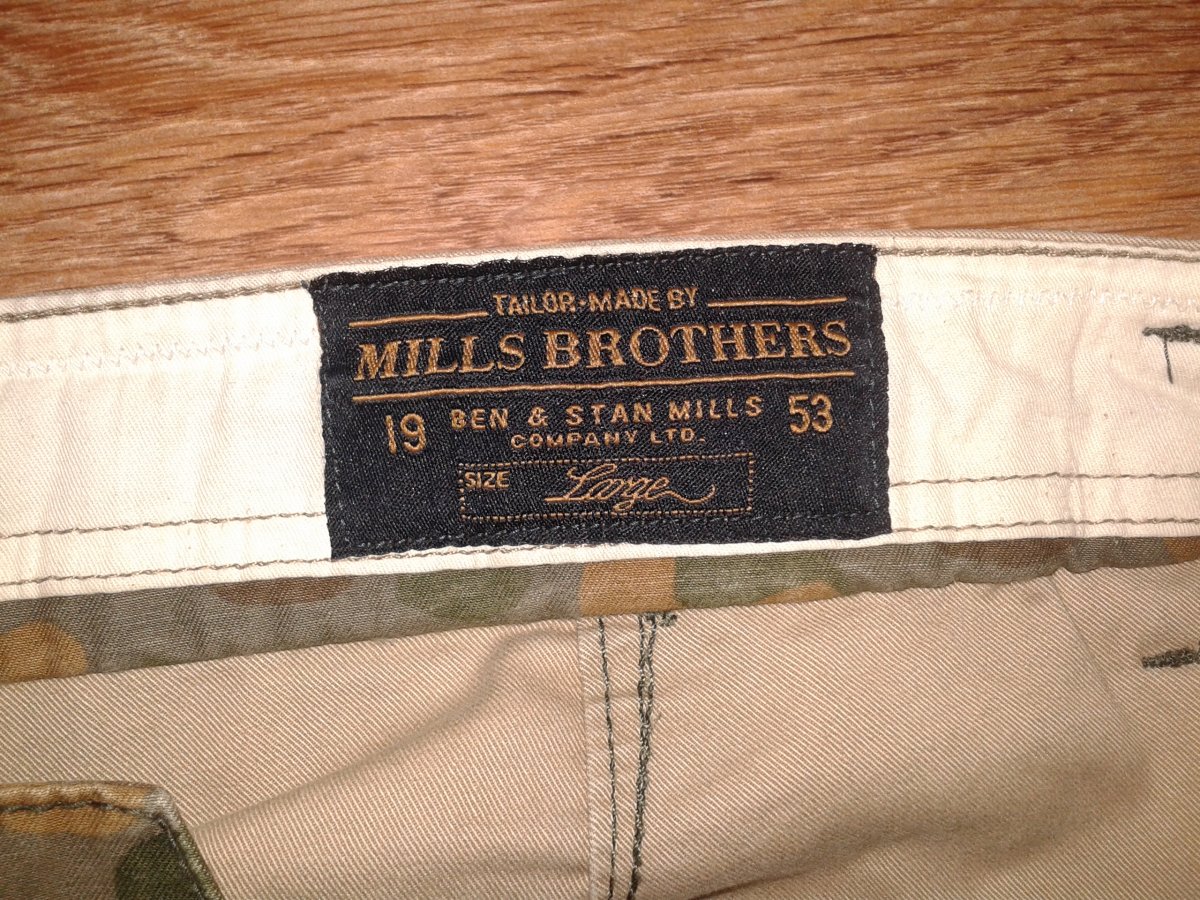 TAILOR-MADE BY
MILLS BROTHERS
19 BEN & STAN MILLS 53
COMPANY LTD.
SIZE Large